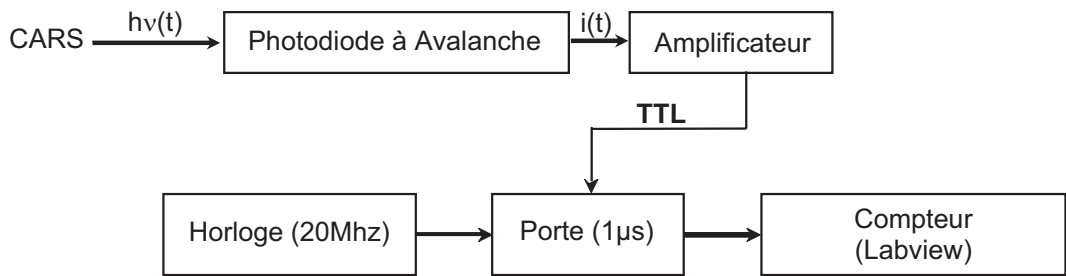 CARS
hν(t)
Photodiode à Avalanche
i(t)
Amplificateur
TTL
Horloge (20Mhz)
Porte (1µs)
Compteur
(Labview)